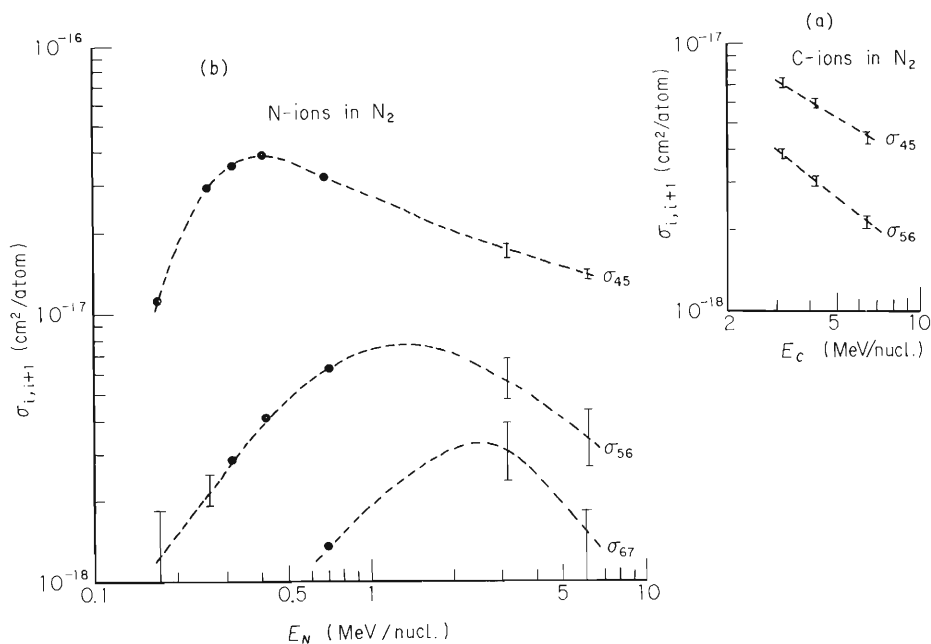 (b)
N-ions in N₂
10⁻¹⁶
10⁻¹⁷
10⁻¹⁸
σᵢ,ᵢ₊₁ (cm²/atom)
σ₄₅
σ₅₆
σ₆₇
0.1
0.5
1
5
10
E_N (MeV/nucl.)
(a)
C-ions in N₂
10⁻¹⁷
10⁻¹⁸
σᵢ,ᵢ₊₁ (cm²/atom)
σ₄₅
σ₅₆
2
5
10
E_C (MeV/nucl.)